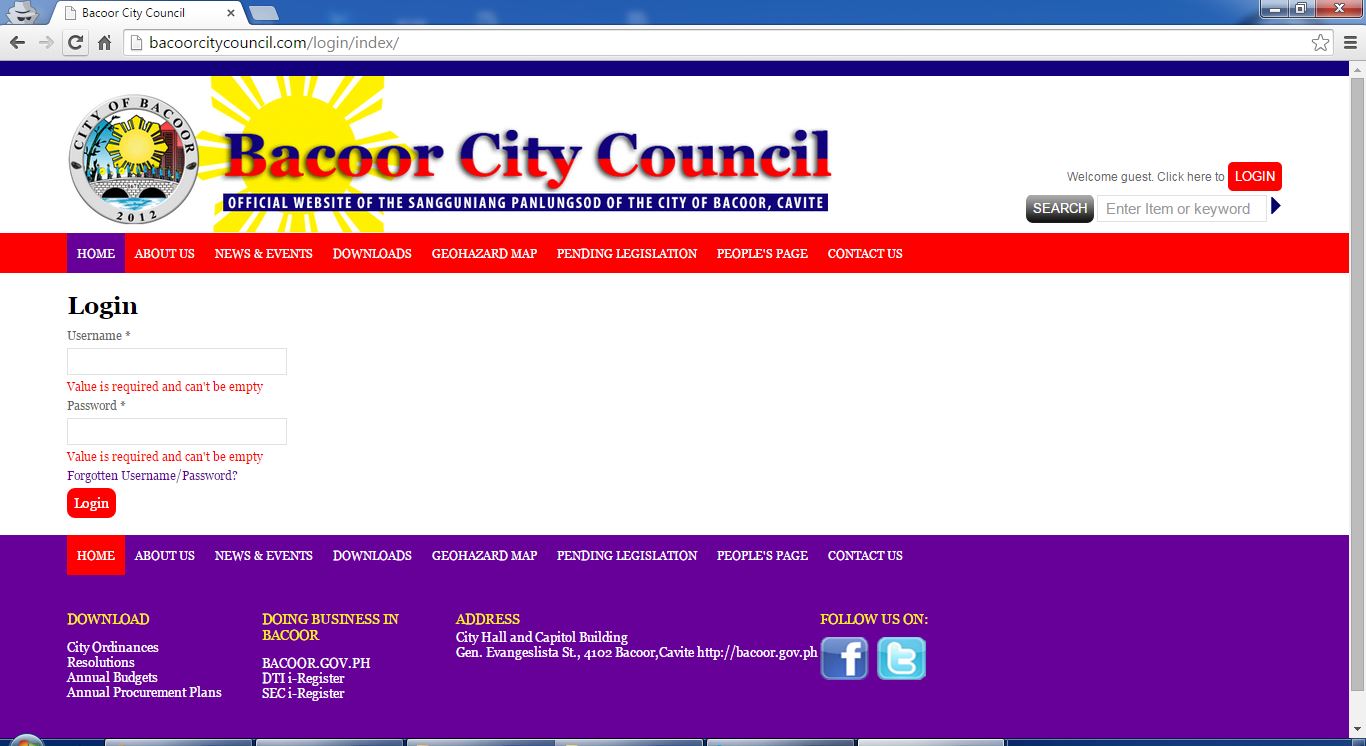 Bacoor City Council
bacoorcitycouncil.com/login/index/
CITY OF BACOOR
2012
Bacoor City Council
OFFICIAL WEBSITE OF THE SANGGUNIANG PANLUNGSOD OF THE CITY OF BACOOR, CAVITE
Welcome guest. Click here to LOGIN
SEARCH Enter Item or keyword
HOME ABOUT US NEWS & EVENTS DOWNLOADS GEOHAZARD MAP PENDING LEGISLATION PEOPLE'S PAGE CONTACT US
Login
Username *
Value is required and can't be empty
Password *
Value is required and can't be empty
Forgotten Username/Password?
Login
HOME ABOUT US NEWS & EVENTS DOWNLOADS GEOHAZARD MAP PENDING LEGISLATION PEOPLE'S PAGE CONTACT US
DOWNLOAD
City Ordinances
Resolutions
Annual Budgets
Annual Procurement Plans
DOING BUSINESS IN
BACOOR
BACOOR.GOV.PH
DTI i-Register
SEC i-Register
ADDRESS
City Hall and Capitol Building
Gen. Evangeslista St., 4102 Bacoor,Cavite http://bacoor.gov.ph
FOLLOW US ON: